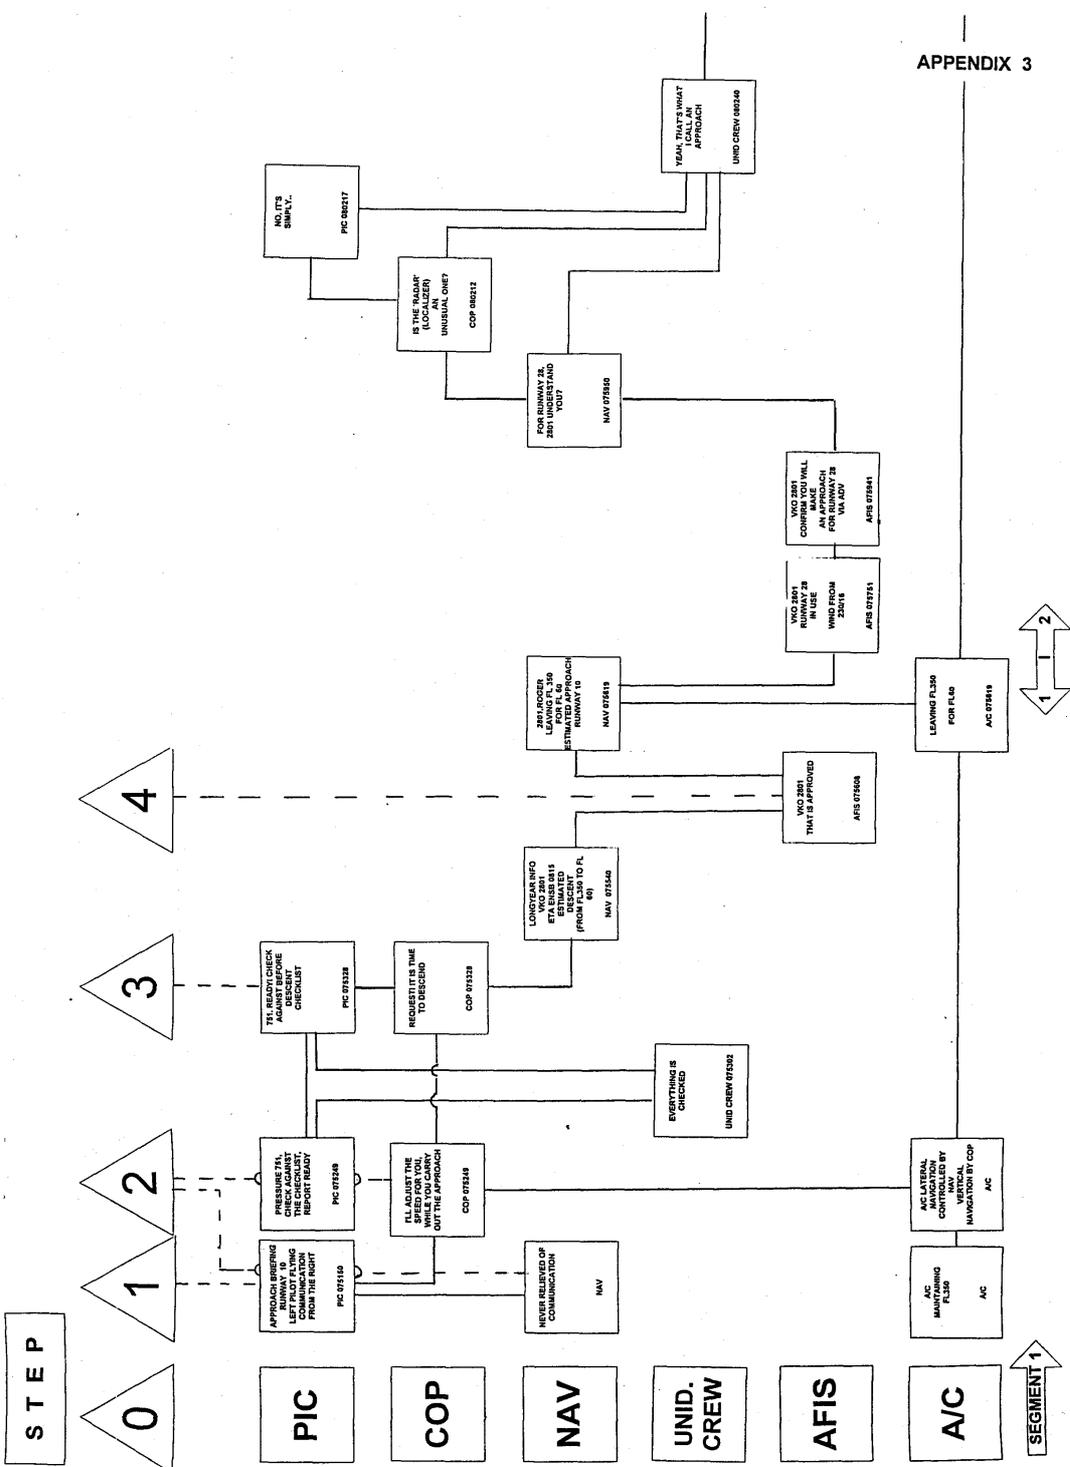 APPENDIX 3
S T E P
0
1
2
3
4
PIC
APPROACH BRIEFING
RUNWAY 10
LEFT PILOT FLYING
COMMUNICATION
FROM THE RIGHT
PIC 075150
PRESSURE 751,
CHECK AGAINST
THE CHECKLIST,
REPORT READY
PIC 075249
751, READY! CHECK
AGAINST BEFORE
DESCENT
CHECKLIST
PIC 075328
NO, IT'S
SIMPLY..
PIC 080217
COP
I'LL ADJUST THE
SPEED FOR YOU,
WHILE YOU CARRY
OUT THE APPROACH
COP 075249
REQUEST! IT IS TIME
TO DESCEND
COP 075328
IS THE 'RADAR'
(LOCALIZER)
AN
UNUSUAL ONE?
COP 080212
NAV
NEVER RELIEVED OF
COMMUNICATION
NAV
LONGYEAR INFO
VKO 2801
ETA ENSB 0815
ESTIMATED
DESCENT
(FROM FL350 TO FL
60)
NAV 075540
2801,ROGER
LEAVING FL 350
FOR FL 60
ESTIMATED APPROACH
RUNWAY 10
NAV 075619
FOR RUNWAY 28,
2801 UNDERSTAND
YOU?
NAV 075950
UNID.
CREW
EVERYTHING IS
CHECKED
UNID CREW 075302
YEAH, THAT'S WHAT
I CALL AN
APPROACH
UNID CREW 080240
AFIS
VKO 2801
THAT IS APPROVED
AFIS 075608
VKO 2801
RUNWAY 28
IN USE
WIND FROM
230/16
AFIS 075751
VKO 2801
CONFIRM YOU WILL
MAKE
AN APPROACH
FOR RUNWAY 28
VIA ADV
AFIS 075941
A/C
A/C
MAINTAINING
FL350
A/C
A/C LATERAL
NAVIGATION
CONTROLLED BY
NAV
VERTICAL
NAVIGATION BY COP
A/C
LEAVING FL350
FOR FL60
A/C 075619
SEGMENT 1
1 I 2